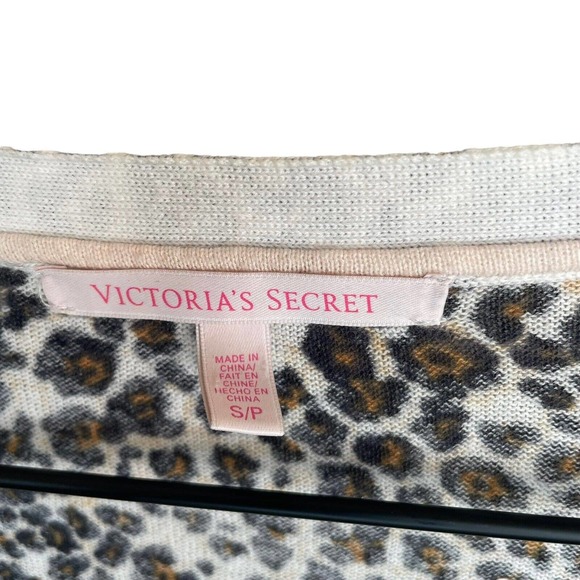 VICTORIA'S SECRET
MADE IN
CHINA/
FAIT EN
CHINE/
HECHO EN
CHINA
S/P